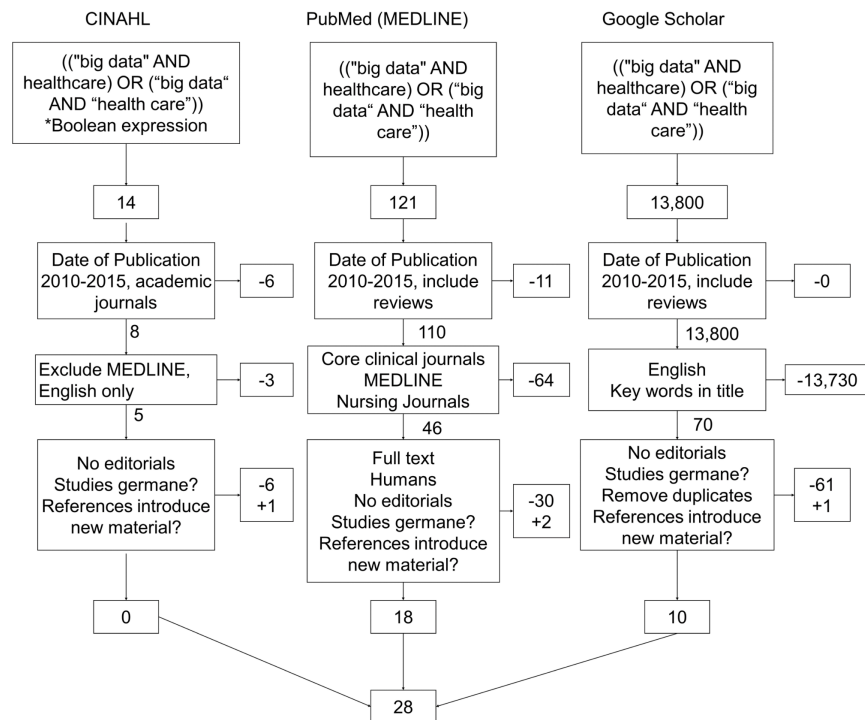 CINAHL
(("big data" AND
healthcare) OR (“big data“
AND “health care”))
*Boolean expression
14
Date of Publication
2010-2015, academic
journals
-6
8
Exclude MEDLINE,
English only
-3
5
No editorials
Studies germane?
References introduce
new material?
-6
+1
0
PubMed (MEDLINE)
(("big data" AND
healthcare) OR (“big
data“ AND “health
care”))
121
Date of Publication
2010-2015, include
reviews
-11
110
Core clinical journals
MEDLINE
Nursing Journals
-64
46
Full text
Humans
No editorials
Studies germane?
References introduce
new material?
-30
+2
18
Google Scholar
(("big data" AND
healthcare) OR (“big
data“ AND “health
care”))
13,800
Date of Publication
2010-2015, include
reviews
-0
13,800
English
Key words in title
-13,730
70
No editorials
Studies germane?
Remove duplicates
References introduce
new material?
-61
+1
10
28